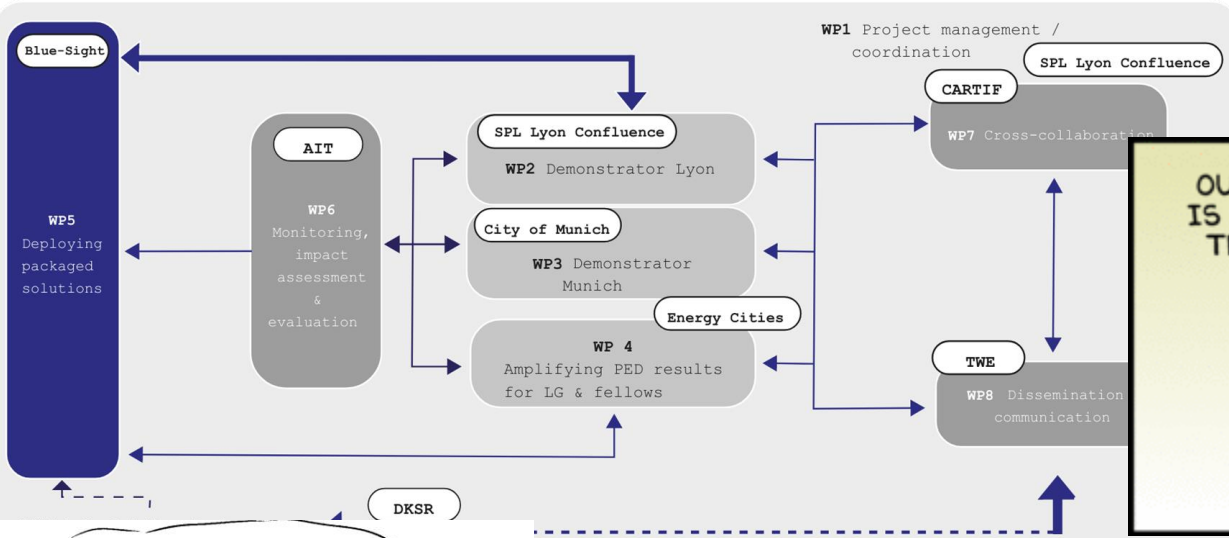 Blue-Sight
WP5
Deploying
packaged
solutions
AIT
WP6
Monitoring,
impact
assessment
&
evaluation
SPL Lyon Confluence
WP2 Demonstrator Lyon
City of Munich
WP3 Demonstrator
Munich
Energy Cities
WP 4
Amplifying PED results
for LG & fellows
WP1 Project management /
coordination
SPL Lyon Confluence
CARTIF
WP7 Cross-collaboration
TWE
WP8 Dissemination
communication
DKSR
IS